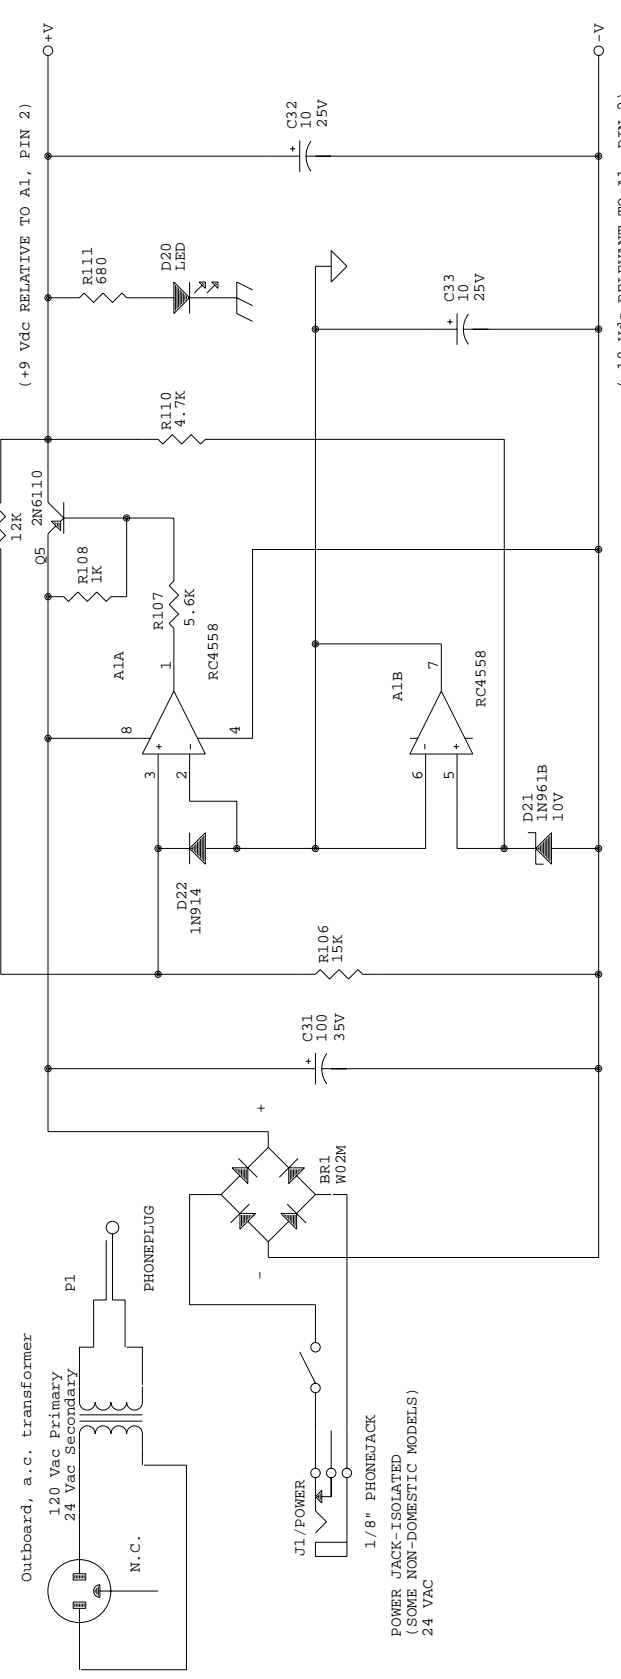 Outboard, a.c. transformer
120 Vac Primary
24 Vac Secondary
N.C.
P1
PHONEPLUG
J1/POWER
1/8" PHONEJACK
POWER JACK-ISOLATED
(SOME NON-DOMESTIC MODELS)
24 VAC
+
-
BR1
W02M
+
C31
100
35V
R106
15K
D22
1N914
3
2
+
-
8
4
A1A
1
RC4558
R107
5.6K
R108
1K
Q5
2N6110
12K
R110
4.7K
6
5
-
+
A1B
7
RC4558
D21
1N961B
10V
(+9 Vdc RELATIVE TO A1, PIN 2)
R111
680
D20
LED
+
C33
10
25V
+
C32
10
25V
+V
-V